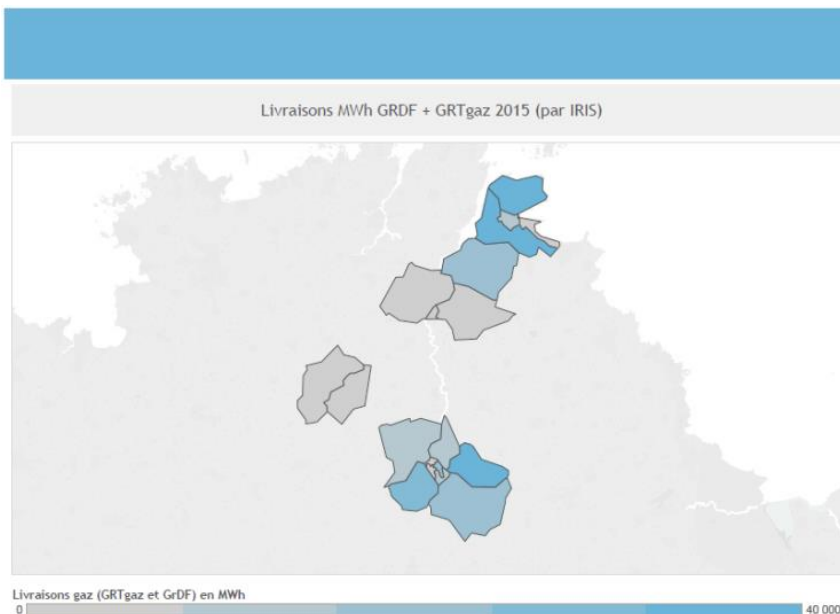 Livraisons MWh GRDF + GRTgaz 2015 (par IRIS)
Livraisons gaz (GRTgaz et GrDF) en MWh
0 40 000